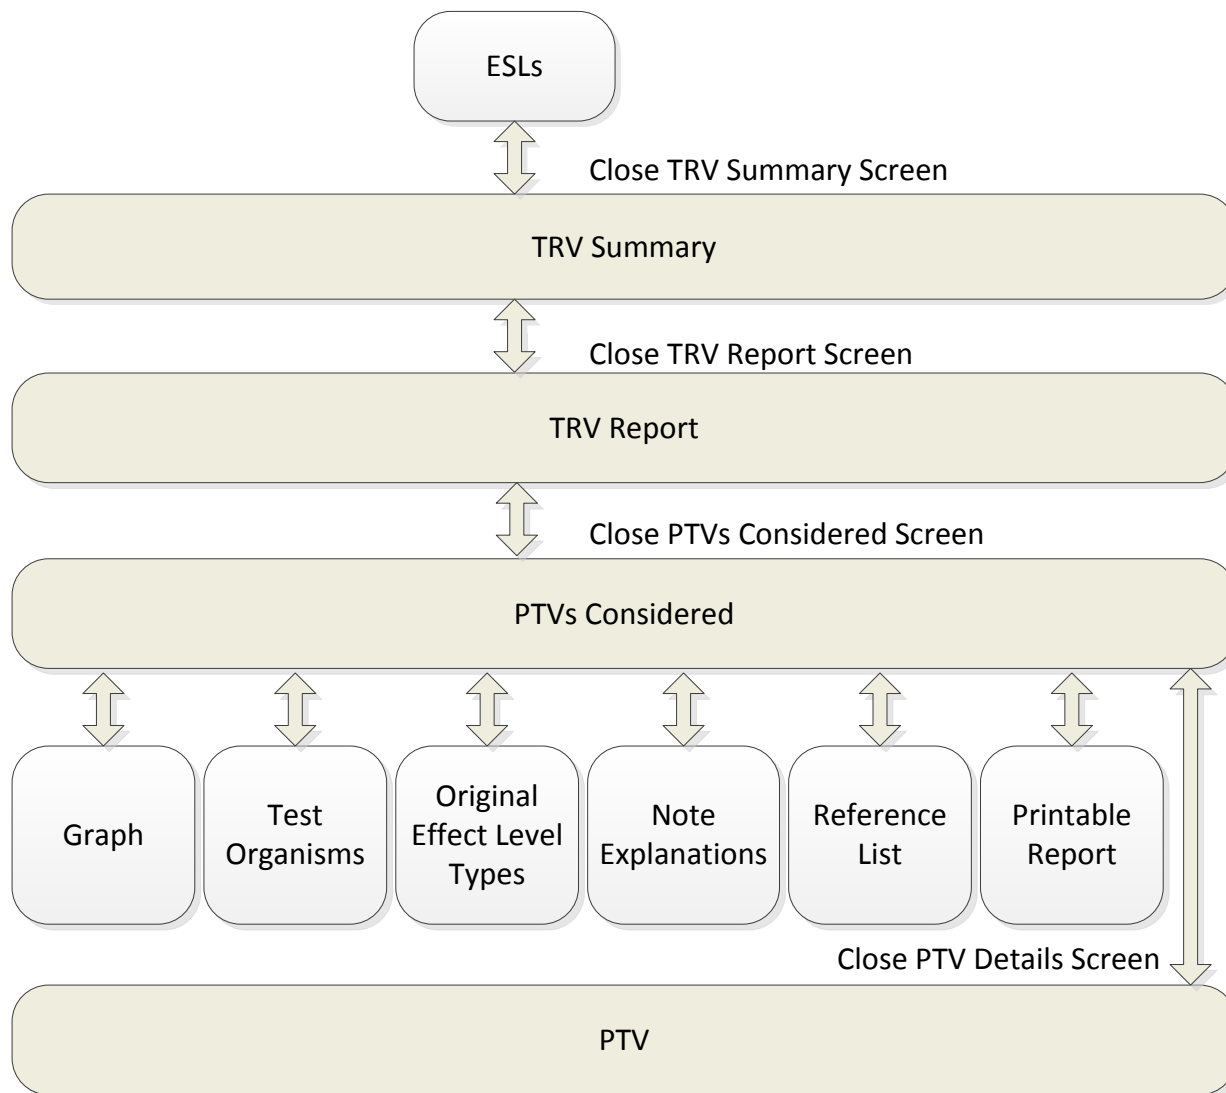 ESLs
Close TRV Summary Screen
TRV Summary
Close TRV Report Screen
TRV Report
Close PTVs Considered Screen
PTVs Considered
Graph
Test
Organisms
Original
Effect Level
Types
Note
Explanations
Reference
List
Printable
Report
Close PTV Details Screen
PTV